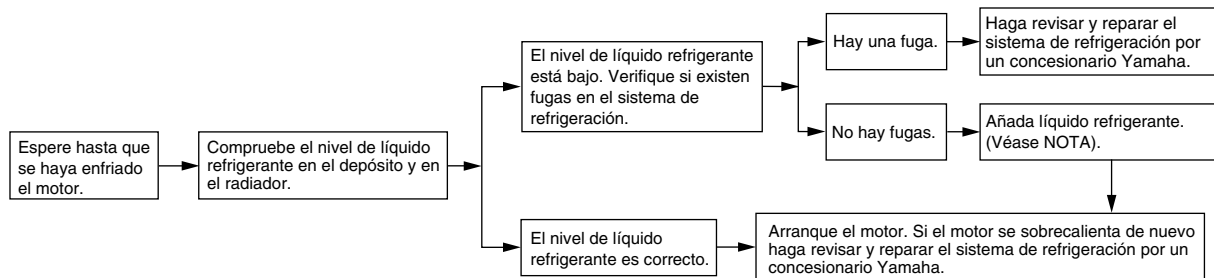 Espere hasta que
se haya enfriado
el motor.
Compruebe el nivel de líquido
refrigerante en el depósito y en
el radiador.
El nivel de líquido refrigerante
está bajo. Verifique si existen
fugas en el sistema de
refrigeración.
Hay una fuga.
Haga revisar y reparar el
sistema de refrigeración por
un concesionario Yamaha.
No hay fugas.
Añada líquido refrigerante.
(Véase NOTA).
El nivel de líquido
refrigerante es correcto.
Arranque el motor. Si el motor se sobrecalienta de nuevo
haga revisar y reparar el sistema de refrigeración por un
concesionario Yamaha.